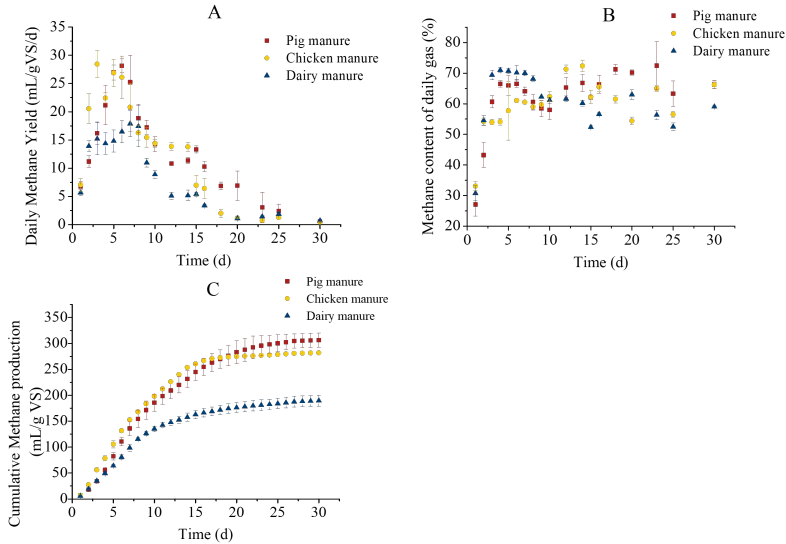 A
Pig manure
Chicken manure
Dairy manure
Daily Methane Yield (mL/gVS/d)
35
30
25
20
15
10
5
0
0 5 10 15 20 25 30
Time (d)
B
Pig manure
Chicken manure
Dairy manure
Methane content of daily gas (%)
80
70
60
50
40
30
20
0 5 10 15 20 25 30
Time (d)
C
Pig manure
Chicken manure
Dairy manure
Cumulative Methane production
(mL/g VS)
350
300
250
200
150
100
50
0
0 5 10 15 20 25 30
Time (d)